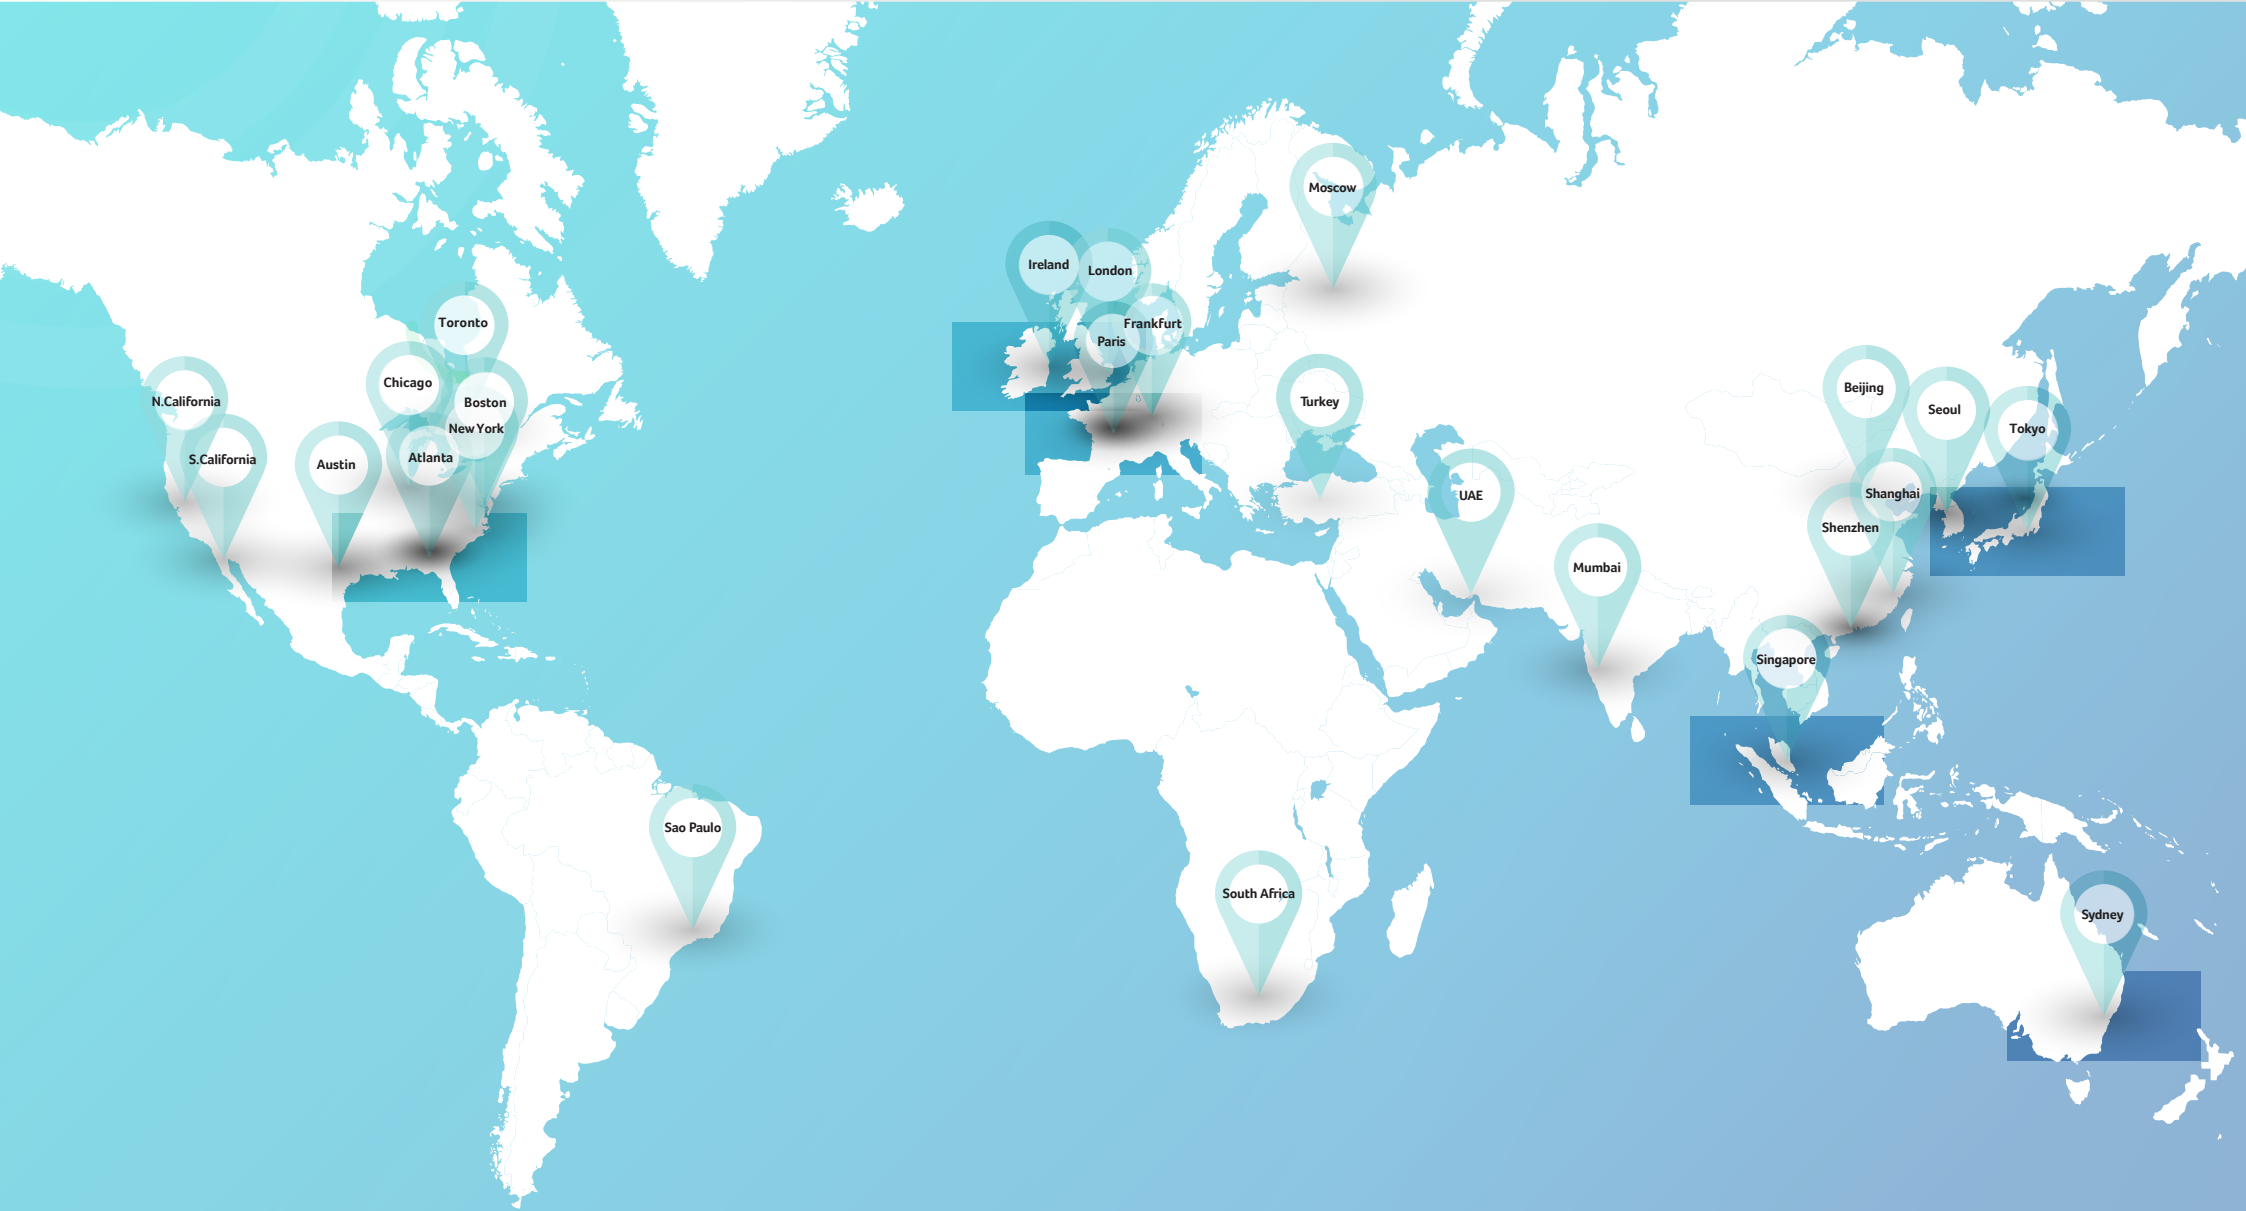 Moscow
Ireland
London
Toronto
Frankfurt
Paris
Chicago
Beijing
N.California
Boston
Turkey
Seoul
New York
Tokyo
S.California
Atlanta
Austin
Shanghai
UAE
Shenzhen
Mumbai
Singapore
Sao Paulo
South Africa
Sydney